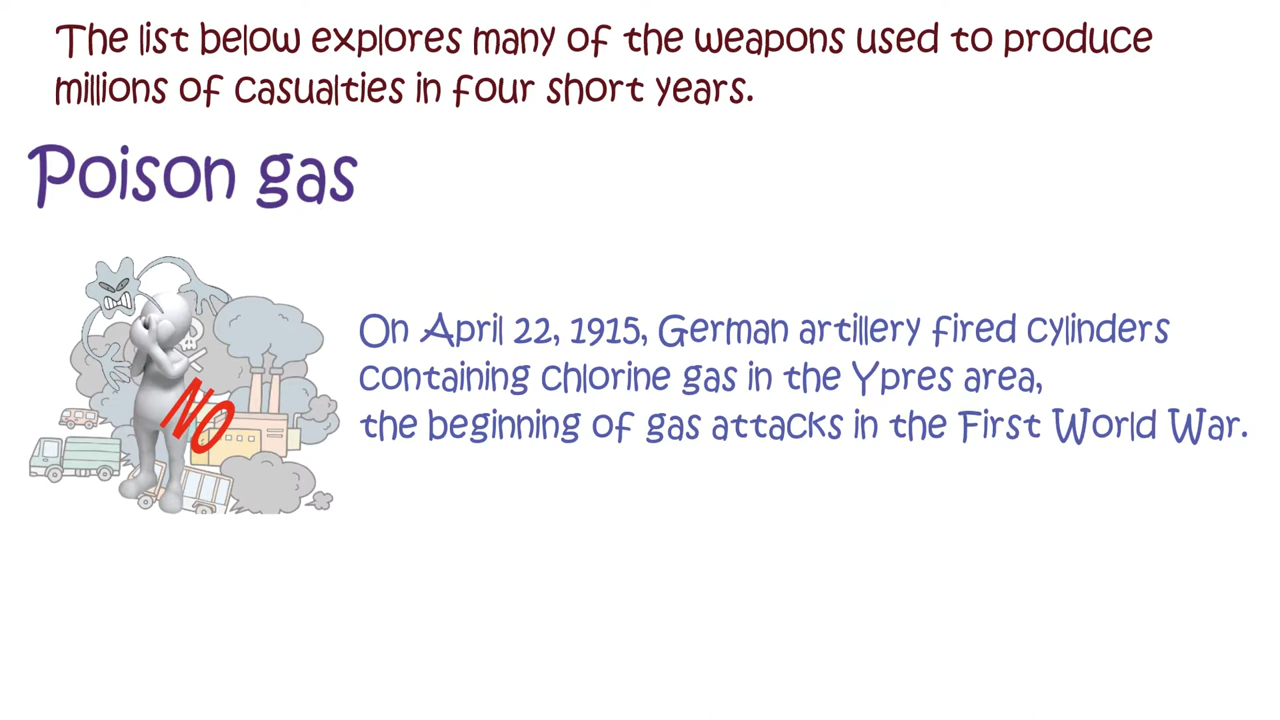 The list below explores many of the weapons used to produce
millions of casualties in four short years.
Poison gas
NO
On April 22, 1915, German artillery fired cylinders
containing chlorine gas in the Ypres area,
the beginning of gas attacks in the First World War.